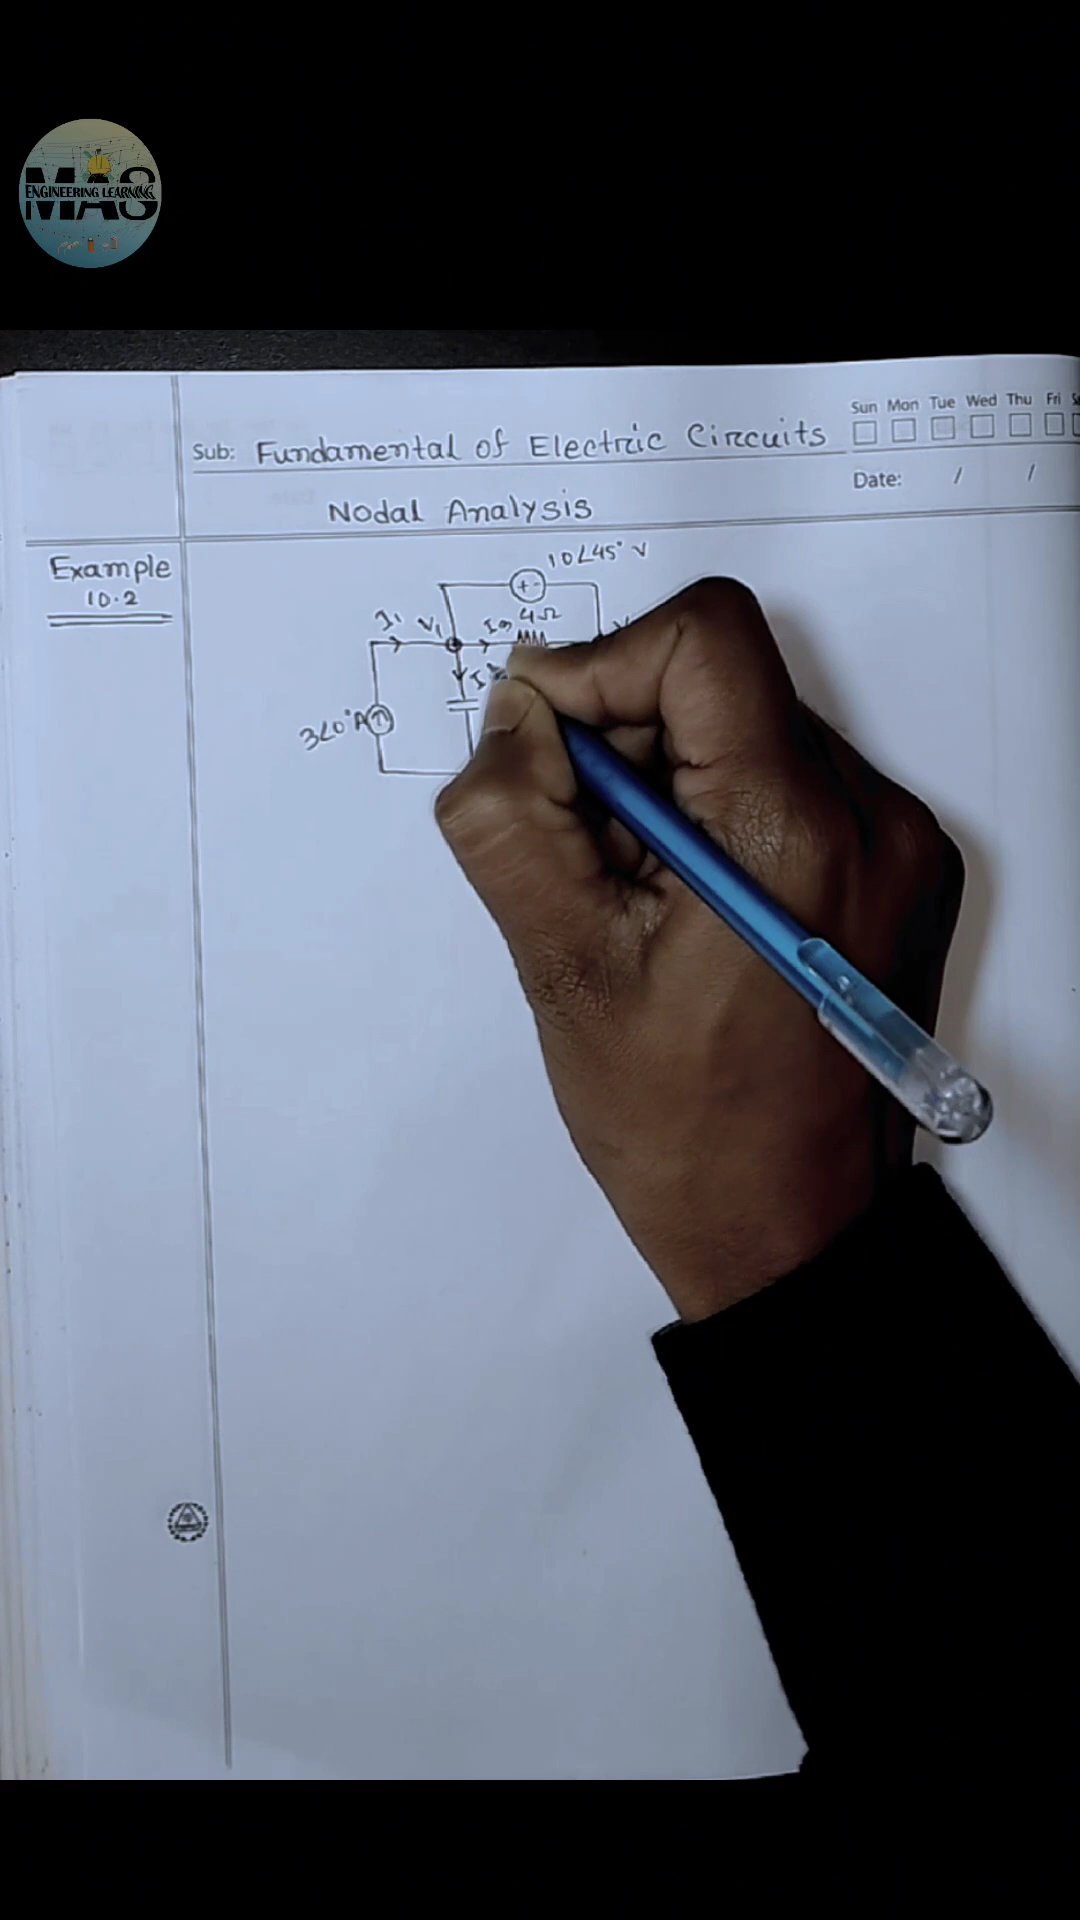 MAS
ENGINEERING LEARNING
Sun Mon Tue Wed Thu Fri
Sub: Fundamental of Electric Circuits
Date: / /
Nodal Analysis
Example
10.2
10∠45° V
+ -
4Ω
I₁
V₁
3∠0° A